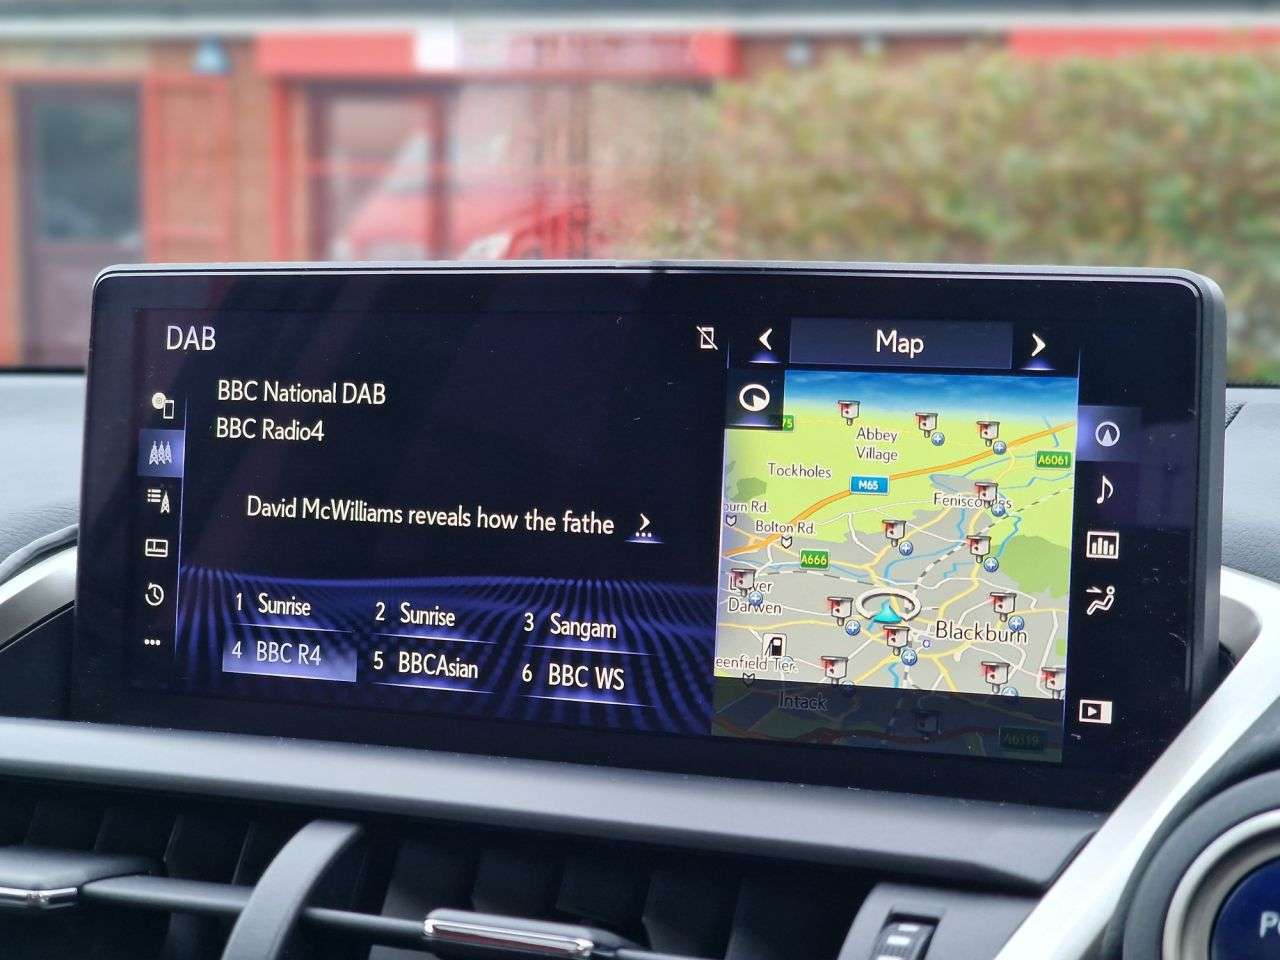 DAB
BBC National DAB
BBC Radio4
David McWilliams reveals how the fathe
1 Sunrise
2 Sunrise
3 Sangam
4 BBC R4
5 BBCAsian
6 BBC WS
Map
75
Abbey
Village
A6061
Tockholes
M65
Bolton Rd.
A666
Darwen
Blackburn
Intack
A6119